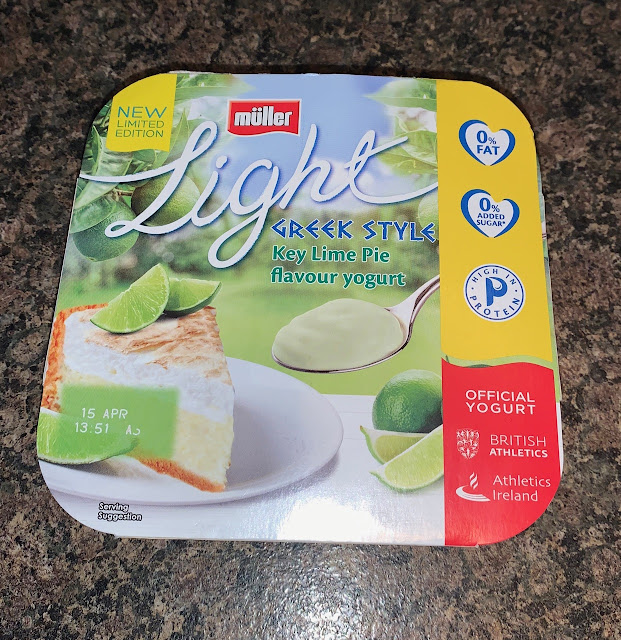 NEW
LIMITED
EDITION
müller
Light
GREEK STYLE
Key Lime Pie
flavour yogurt
0%
FAT
0%
ADDED
SUGAR*
HIGH IN
P
PROTEIN
OFFICIAL
YOGURT
BRITISH
ATHLETICS
Athletics
Ireland
15 APR
13:51
Serving
Suggestion